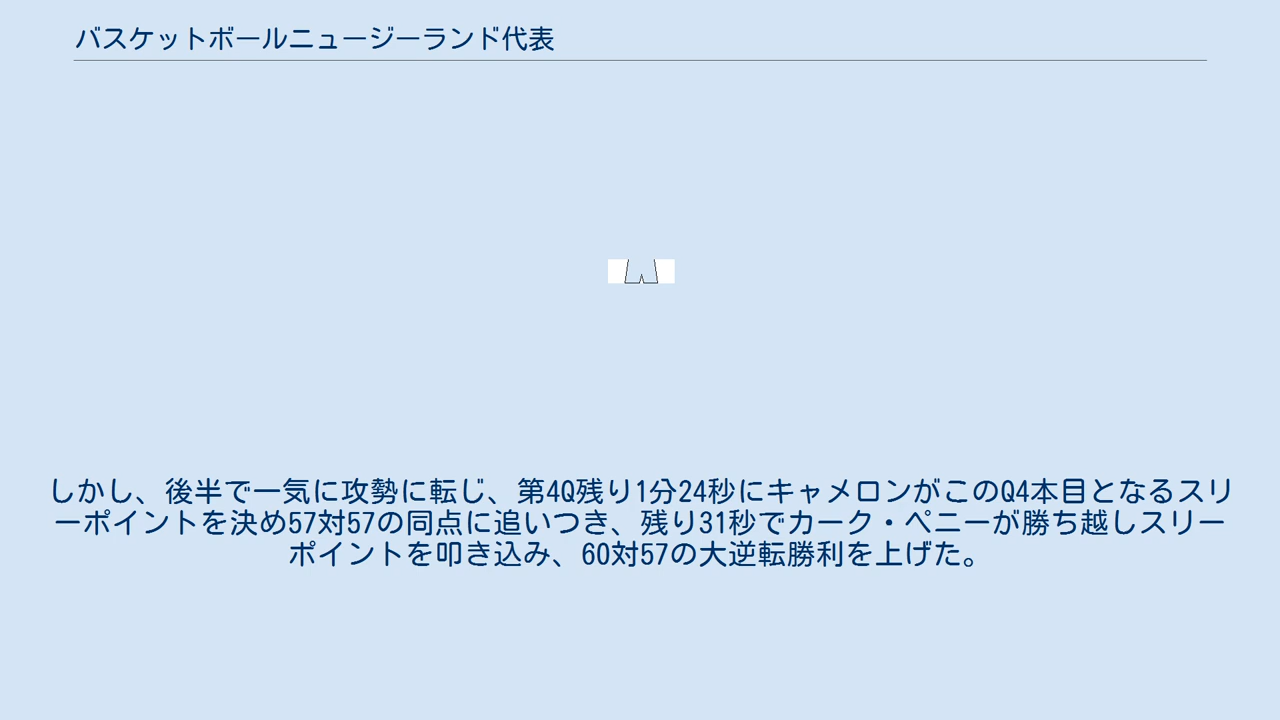 バスケットボールニュージーランド代表
しかし、後半で一気に攻勢に転じ、第4Q残り1分24秒にキャメロンがこのQ4本目となるスリ
ーポイントを決め57対57の同点に追いつき、残り31秒でカーク・ペニーが勝ち越しスリー
ポイントを叩き込み、60対57の大逆転勝利を上げた。